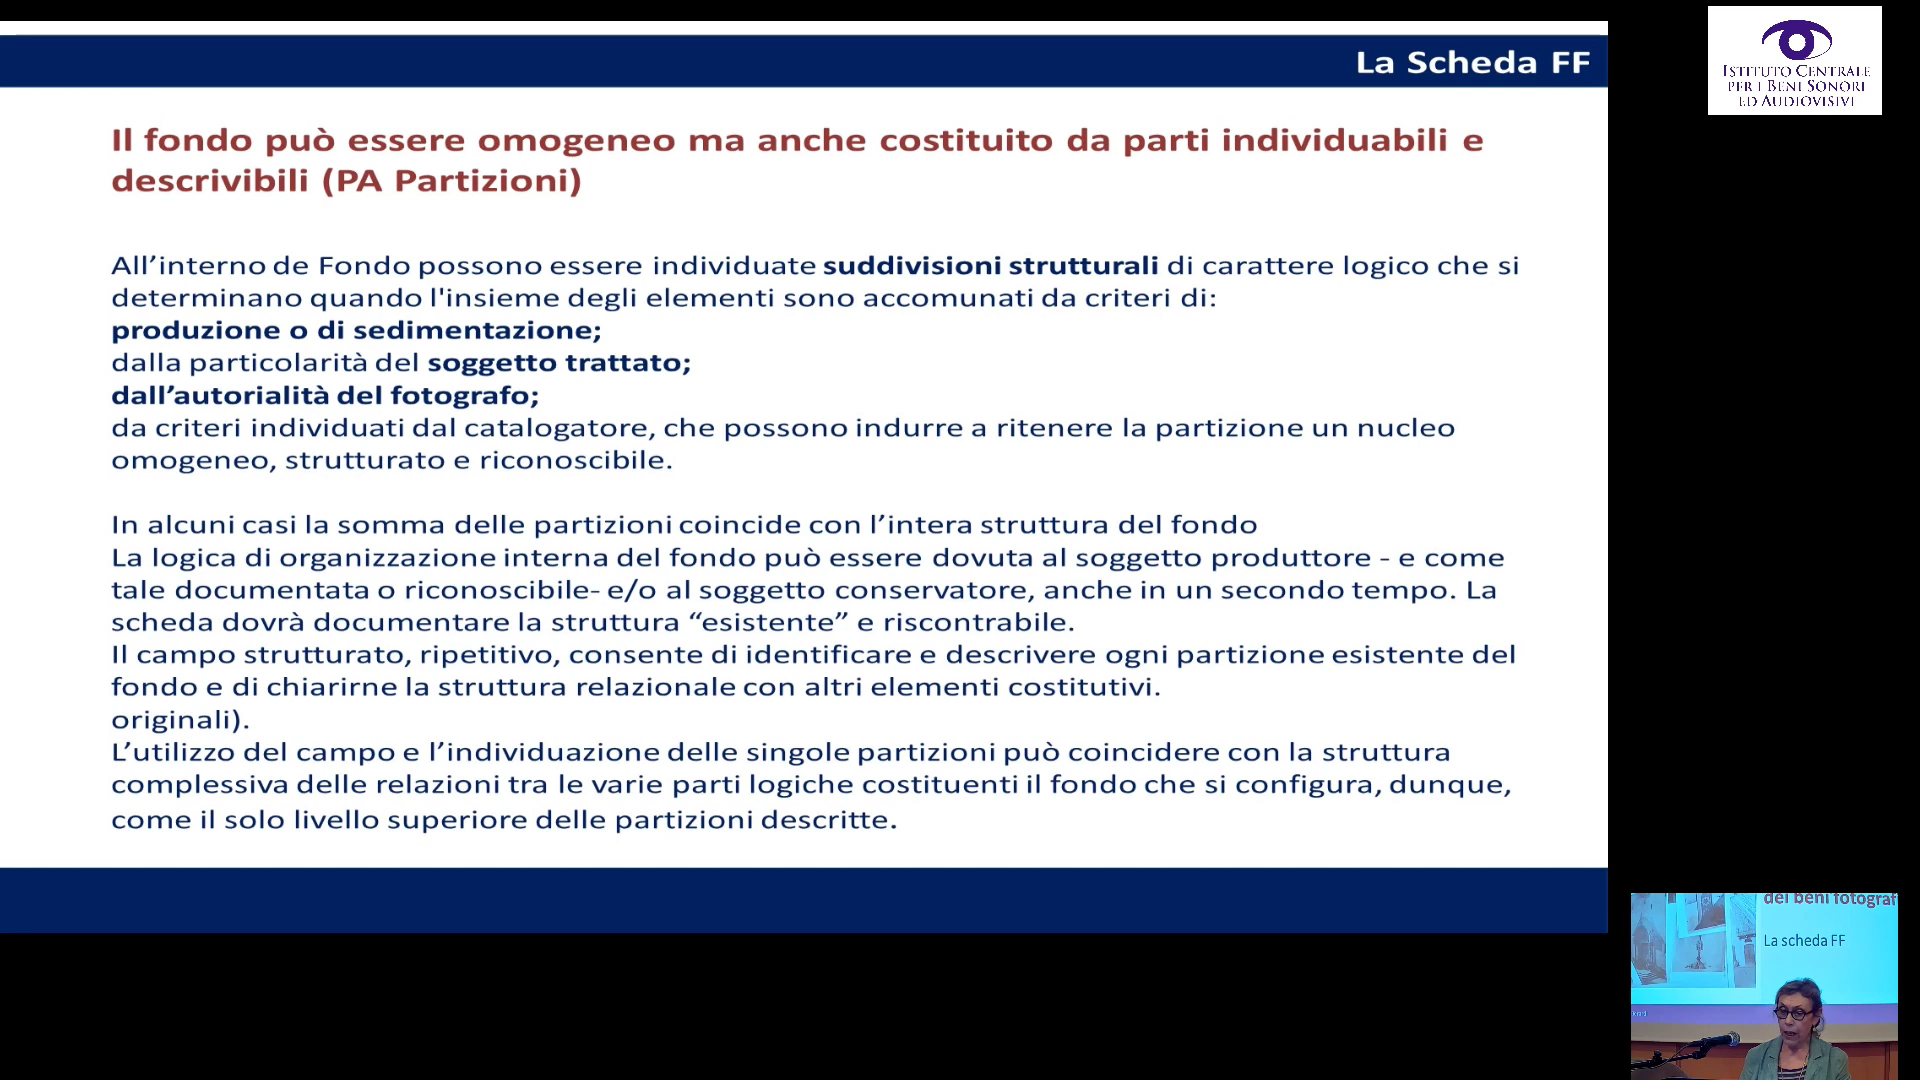 La Scheda FF
Il fondo può essere omogeneo ma anche costituito da parti individuabili e
descrivibili (PA Partizioni)
All’interno de Fondo possono essere individuate suddivisioni strutturali di carattere logico che si
determinano quando l'insieme degli elementi sono accomunati da criteri di:
produzione o di sedimentazione;
dalla particolarità del soggetto trattato;
dall’autorialità del fotografo;
da criteri individuati dal catalogatore, che possono indurre a ritenere la partizione un nucleo
omogeneo, strutturato e riconoscibile.
In alcuni casi la somma delle partizioni coincide con l’intera struttura del fondo
La logica di organizzazione interna del fondo può essere dovuta al soggetto produttore - e come
tale documentata o riconoscibile- e/o al soggetto conservatore, anche in un secondo tempo. La
scheda dovrà documentare la struttura “esistente” e riscontrabile.
Il campo strutturato, ripetitivo, consente di identificare e descrivere ogni partizione esistente del
fondo e di chiarirne la struttura relazionale con altri elementi costitutivi.
originali).
L’utilizzo del campo e l’individuazione delle singole partizioni può coincidere con la struttura
complessiva delle relazioni tra le varie parti logiche costituenti il fondo che si configura, dunque,
come il solo livello superiore delle partizioni descritte.
ISTITUTO CENTRALE
PER I BENI SONORI
ED AUDIOVISIVI
dei beni fotograf
La scheda FF